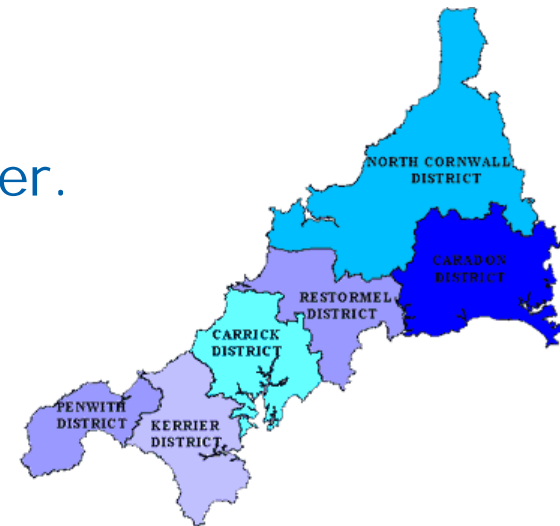 er.
NORTH CORNWALL
DISTRICT
CARADON
DISTRICT
RESTORMEL
DISTRICT
CARRICK
DISTRICT
PENWITH
DISTRICT
KERRIER
DISTRICT